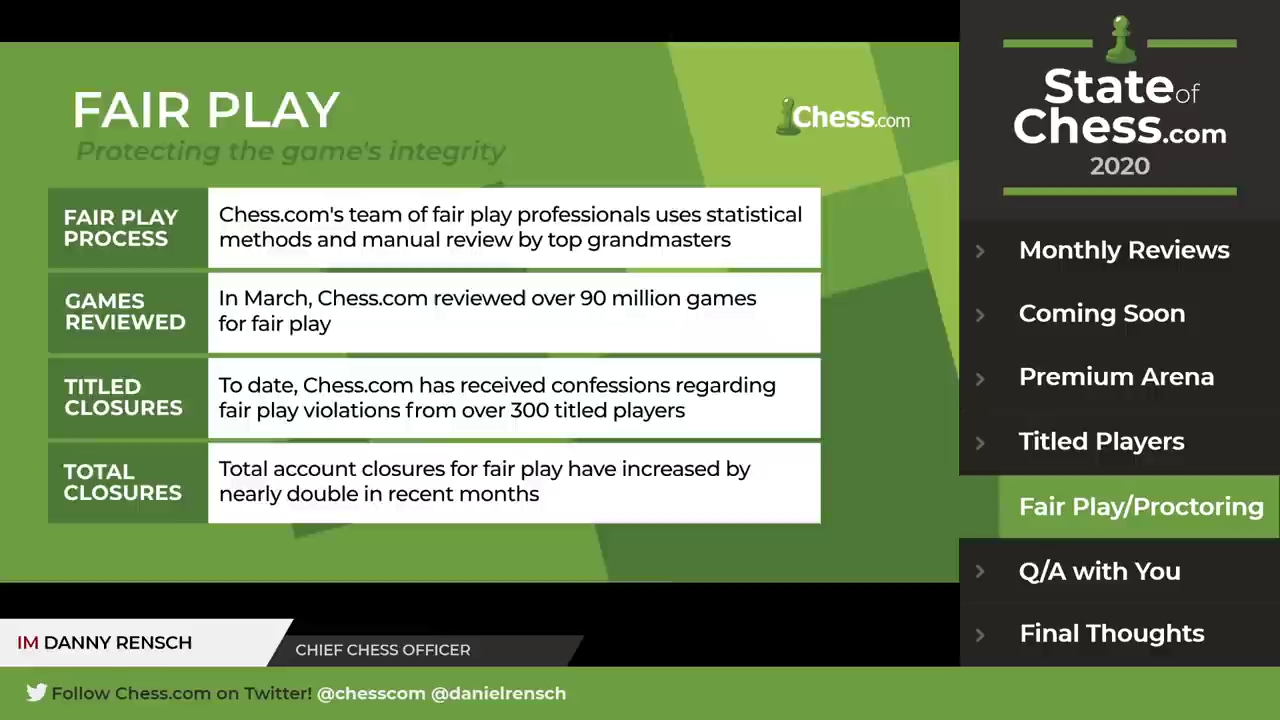 FAIR PLAY
Protecting the game's integrity
Chess.com
FAIR PLAY
PROCESS
Chess.com's team of fair play professionals uses statistical
methods and manual review by top grandmasters
GAMES
REVIEWED
In March, Chess.com reviewed over 90 million games
for fair play
TITLED
CLOSURES
To date, Chess.com has received confessions regarding
fair play violations from over 300 titled players
TOTAL
CLOSURES
Total account closures for fair play have increased by
nearly double in recent months
State of
Chess.com
2020
Monthly Reviews
Coming Soon
Premium Arena
Titled Players
Fair Play/Proctoring
Q/A with You
Final Thoughts
IM DANNY RENSCH
CHIEF CHESS OFFICER
Follow Chess.com on Twitter! @chesscom @danielrensch